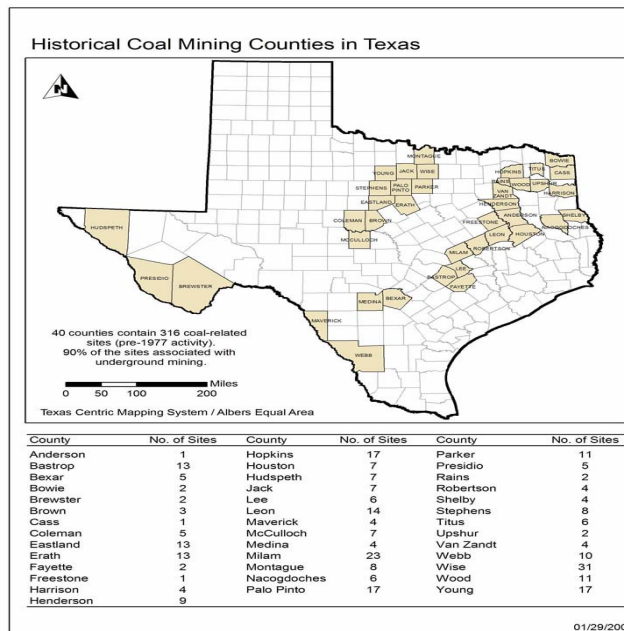 Historical Coal Mining Counties in Texas
N
MONTAGUE
BOWIE
YOUNG
JACK
WISE
HOPKINS
TITUS
CASS
RAINS
WOOD
UPSHUR
STEPHENS
PALO
PINTO
PARKER
VAN
ZANDT
HARRISON
EASTLAND
ERATH
HENDERSON
COLEMAN
BROWN
ANDERSON
SHELBY
FREESTONE
NACOGDOCHES
HUDSPETH
MCCULLOCH
LEON
HOUSTON
ROBERTSON
MILAM
PRESIDIO
BREWSTER
LEE
BASTROP
FAYETTE
MEDINA
BEXAR
MAVERICK
WEBB
40 counties contain 316 coal-related
sites (pre-1977 activity).
90% of the sites associated with
underground mining.
Miles
0 50 100 200
Texas Centric Mapping System / Albers Equal Area
County No. of Sites County No. of Sites County No. of Sites
Anderson 1 Hopkins 17 Parker 11
Bastrop 13 Houston 7 Presidio 5
Bexar 5 Hudspeth 7 Rains 2
Bowie 2 Jack 7 Robertson 4
Brewster 2 Lee 6 Shelby 4
Brown 3 Leon 14 Stephens 8
Cass 1 Maverick 4 Titus 6
Coleman 5 McCulloch 7 Upshur 2
Eastland 13 Medina 4 Van Zandt 4
Erath 13 Milam 23 Webb 10
Fayette 2 Montague 8 Wise 31
Freestone 1 Nacogdoches 6 Wood 11
Harrison 4 Palo Pinto 17 Young 17
Henderson 9
01/29/200